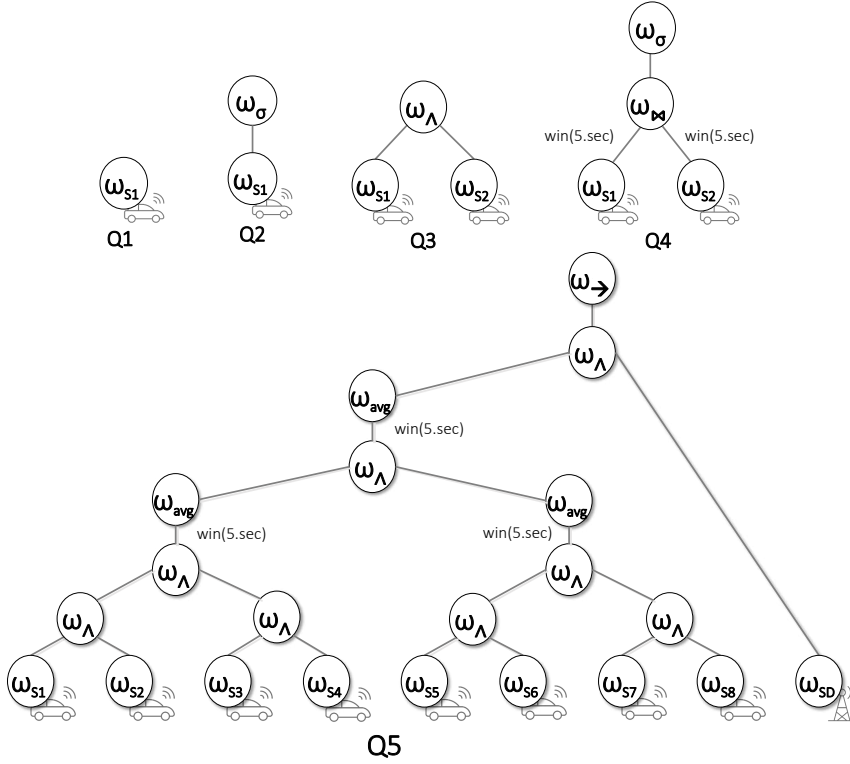 ωσ
ωσ
ω⋈
ω∧
win(5.sec) win(5.sec)
ωS1
ωS1
ωS1 ωS2
ωS1 ωS2
Q1 Q2 Q3 Q4
ω→
ω∧
ωavg
win(5.sec)
ω∧
ωavg ωavg
win(5.sec) win(5.sec)
ω∧ ω∧
ω∧ ω∧ ω∧ ω∧
ωS1 ωS2 ωS3 ωS4 ωS5 ωS6 ωS7 ωS8 ωSD
Q5